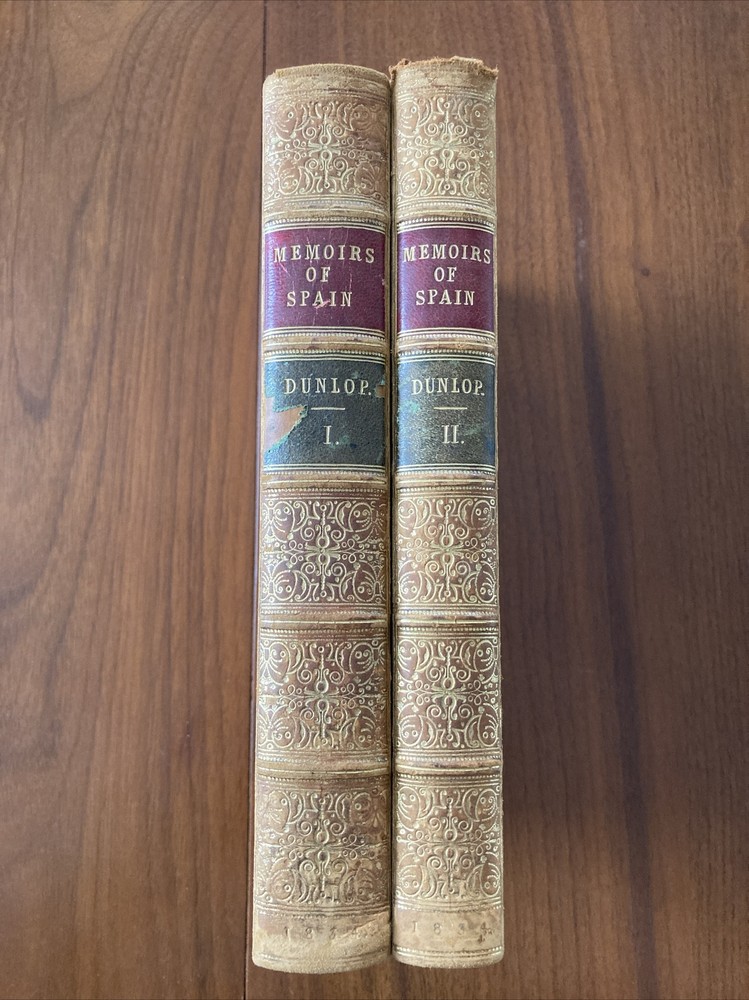 MEMOIRS
OF
SPAIN
DUNLOP.
I.
1834
MEMOIRS
OF
SPAIN
DUNLOP.
II.
1834